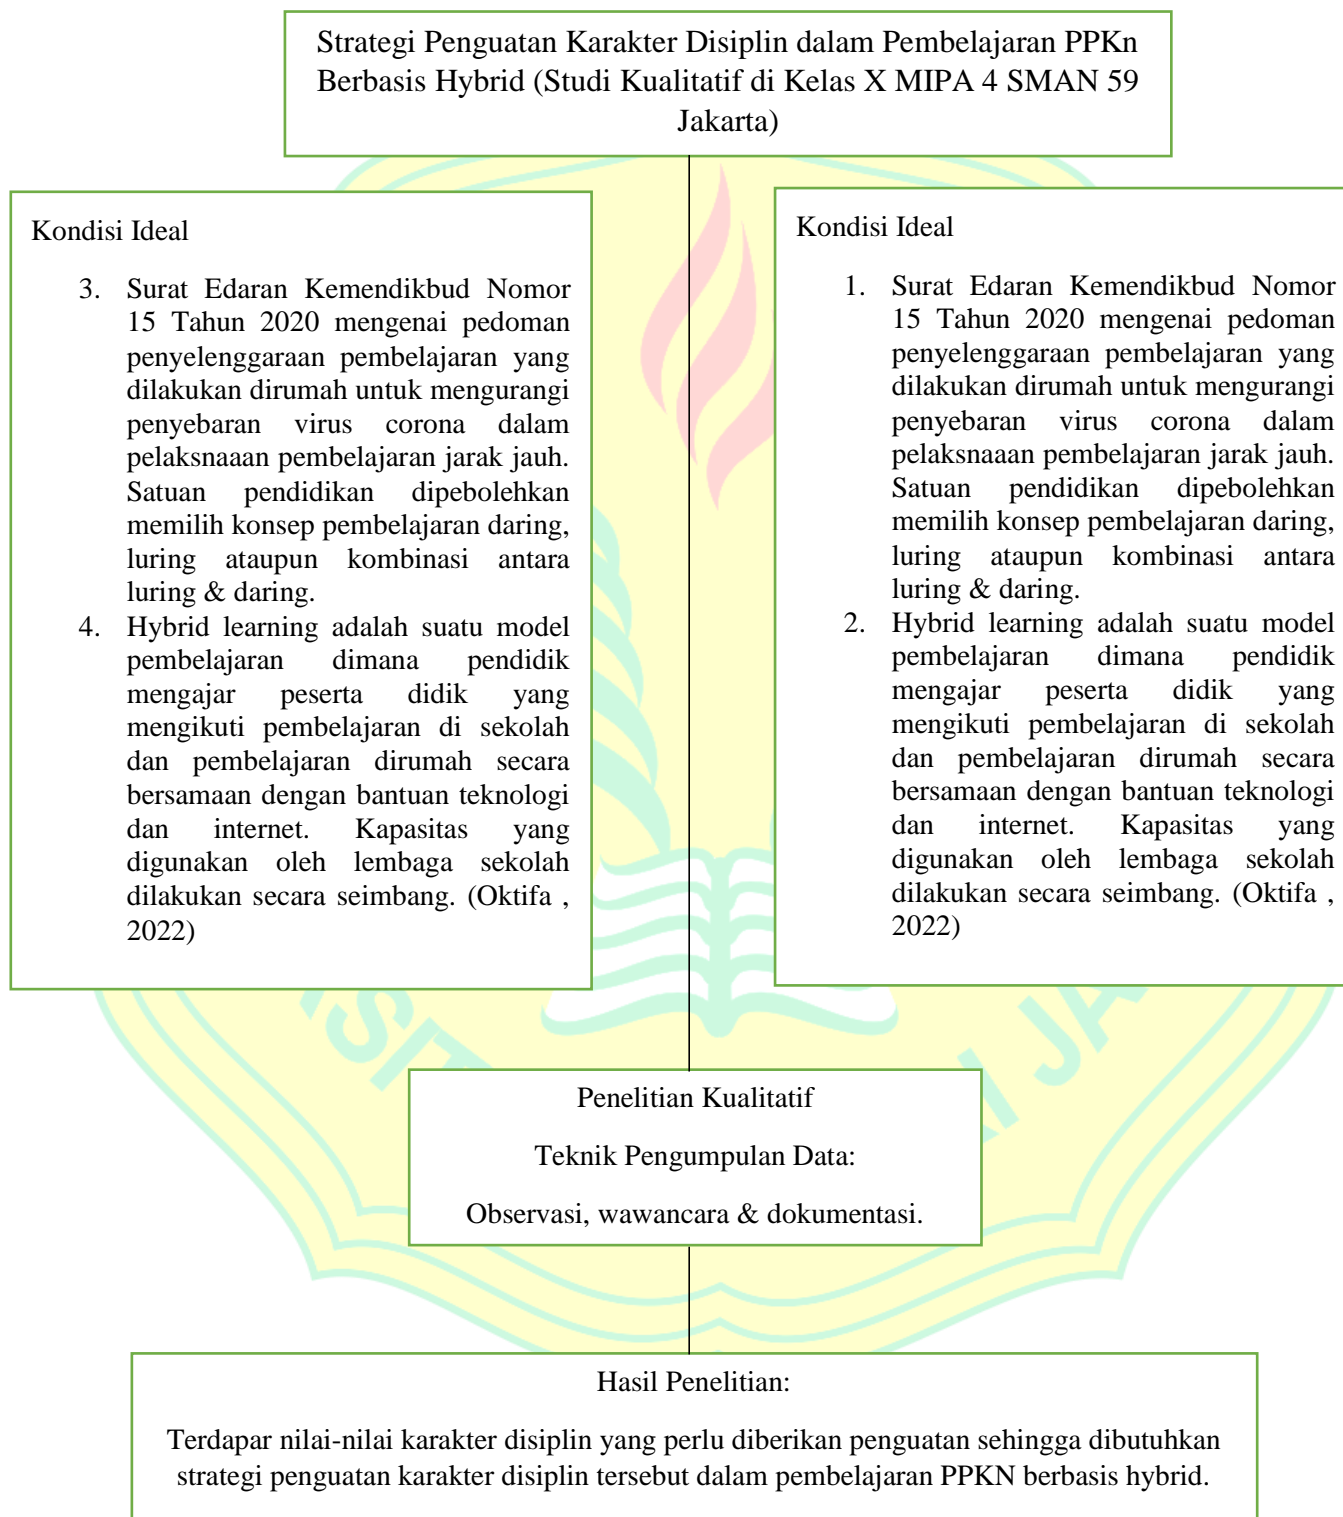 Strategi Penguatan Karakter Disiplin dalam Pembelajaran PPKn
Berbasis Hybrid (Studi Kualitatif di Kelas X MIPA 4 SMAN 59
Jakarta)
Kondisi Ideal
3. Surat Edaran Kemendikbud Nomor
15 Tahun 2020 mengenai pedoman
penyelenggaraan pembelajaran yang
dilakukan dirumah untuk mengurangi
penyebaran virus corona dalam
pelaksnaaan pembelajaran jarak jauh.
Satuan pendidikan dipebolehkan
memilih konsep pembelajaran daring,
luring ataupun kombinasi antara
luring & daring.
4. Hybrid learning adalah suatu model
pembelajaran dimana pendidik
mengajar peserta didik yang
mengikuti pembelajaran di sekolah
dan pembelajaran dirumah secara
bersamaan dengan bantuan teknologi
dan internet. Kapasitas yang
digunakan oleh lembaga sekolah
dilakukan secara seimbang. (Oktifa ,
2022)
Kondisi Ideal
1. Surat Edaran Kemendikbud Nomor
15 Tahun 2020 mengenai pedoman
penyelenggaraan pembelajaran yang
dilakukan dirumah untuk mengurangi
penyebaran virus corona dalam
pelaksnaaan pembelajaran jarak jauh.
Satuan pendidikan dipebolehkan
memilih konsep pembelajaran daring,
luring ataupun kombinasi antara
luring & daring.
2. Hybrid learning adalah suatu model
pembelajaran dimana pendidik
mengajar peserta didik yang
mengikuti pembelajaran di sekolah
dan pembelajaran dirumah secara
bersamaan dengan bantuan teknologi
dan internet. Kapasitas yang
digunakan oleh lembaga sekolah
dilakukan secara seimbang. (Oktifa ,
2022)
Penelitian Kualitatif
Teknik Pengumpulan Data:
Observasi, wawancara & dokumentasi.
Hasil Penelitian:
Terdapar nilai-nilai karakter disiplin yang perlu diberikan penguatan sehingga dibutuhkan
strategi penguatan karakter disiplin tersebut dalam pembelajaran PPKN berbasis hybrid.